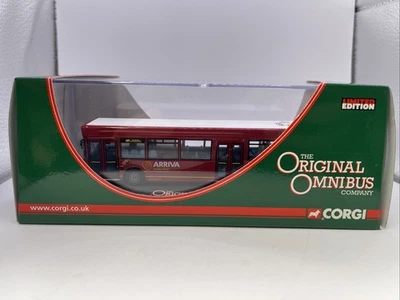 LIMITED
EDITION
ARRIVA
THE
ORIGINAL
OMNIBUS
COMPANY
www.corgi.co.uk
CORGI